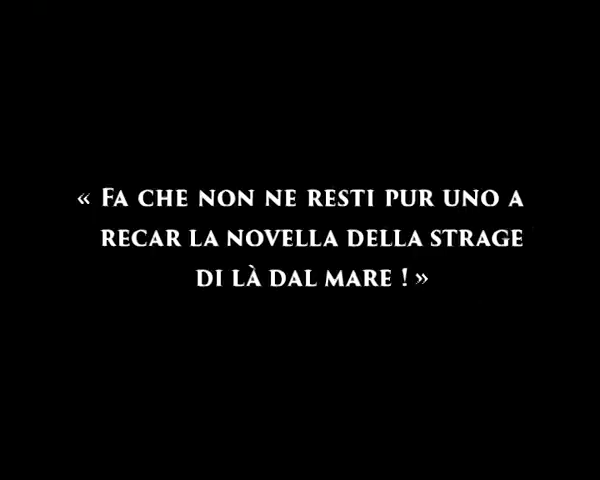 « Fa che non ne resti pur uno a
recar la novella della strage
di là dal mare ! »